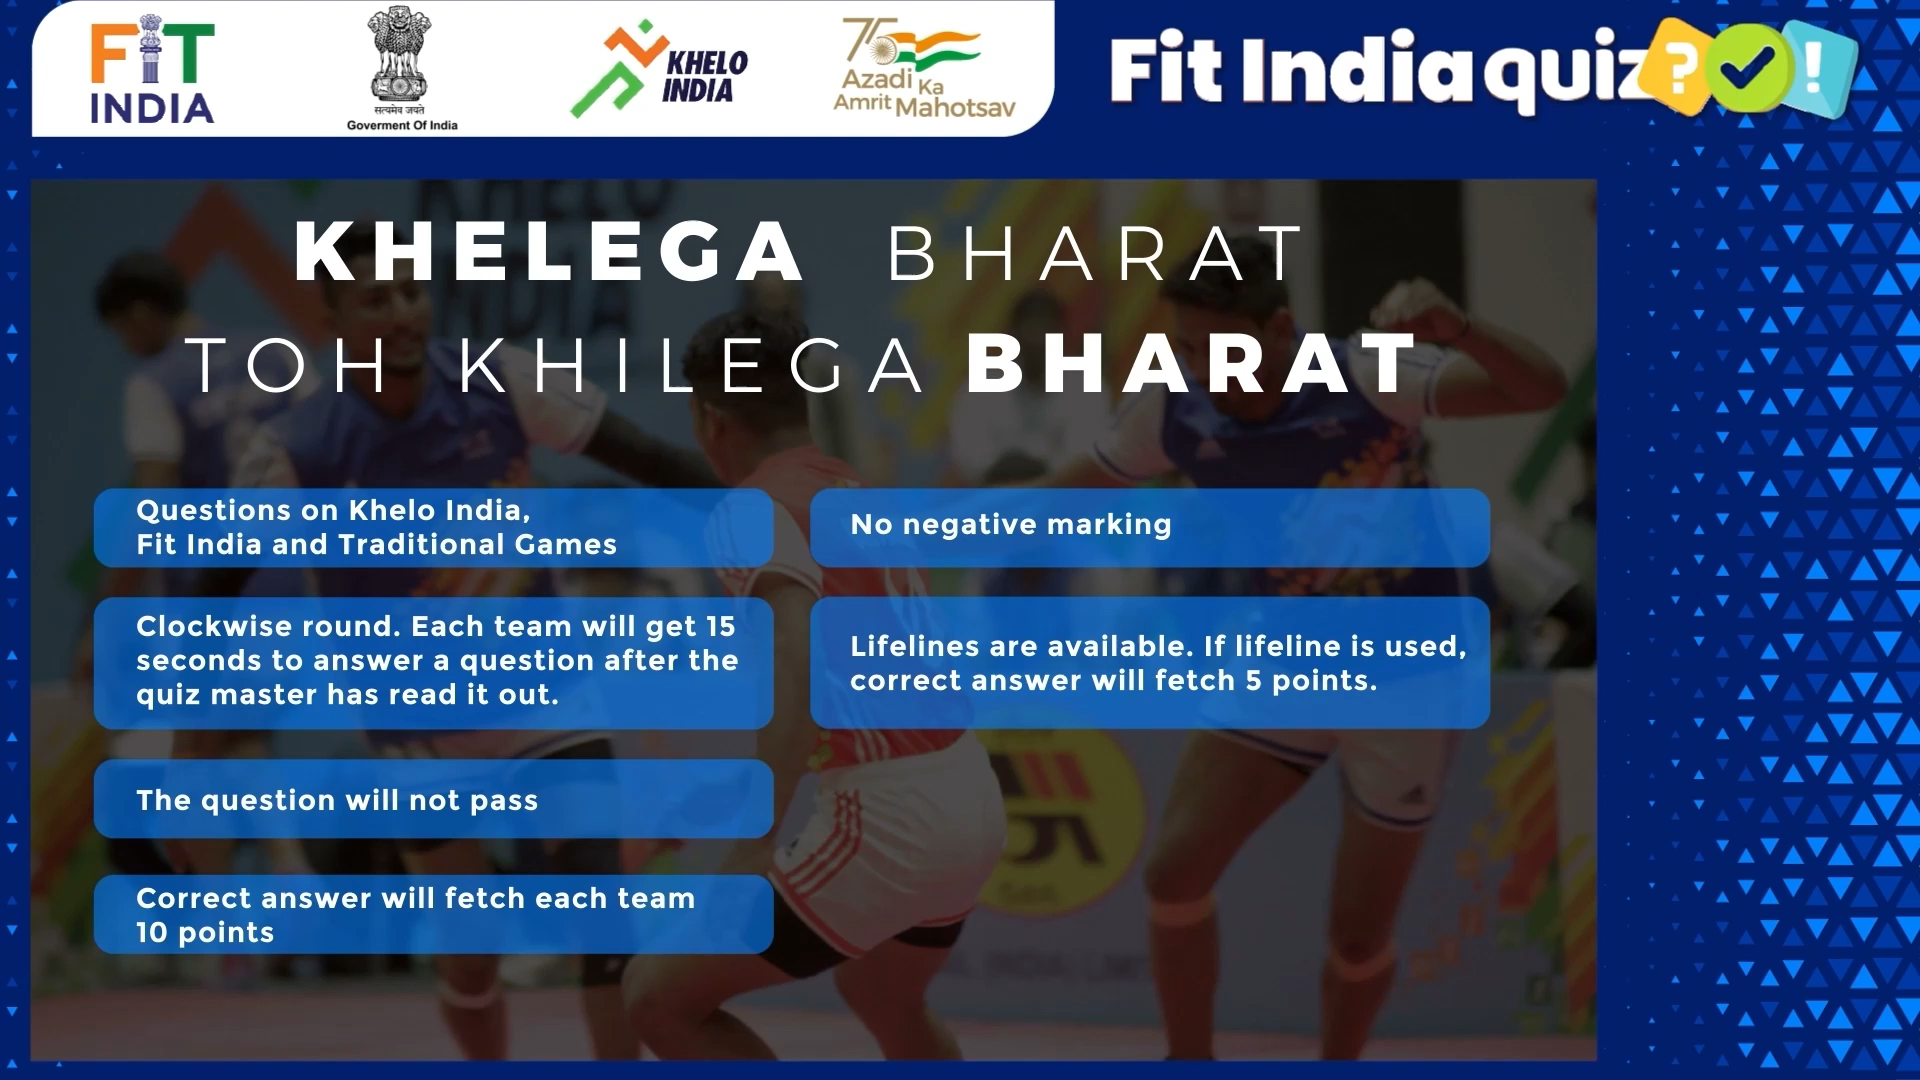 FIT
INDIA
सत्यमेव जयते
Goverment Of India
KHELO
INDIA
75
Azadi Ka
Amrit Mahotsav
Fit India quiz?!
KHELEGA BHARAT
TOH KHILEGA BHARAT
Questions on Khelo India,
Fit India and Traditional Games
Clockwise round. Each team will get 15
seconds to answer a question after the
quiz master has read it out.
The question will not pass
Correct answer will fetch each team
10 points
No negative marking
Lifelines are available. If lifeline is used,
correct answer will fetch 5 points.
KHELO
INDIA